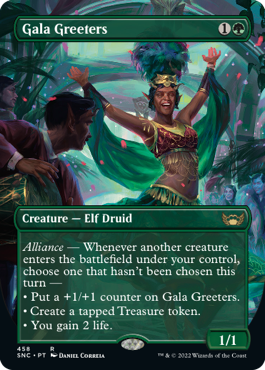 Gala Greeters 1
Creature — Elf Druid
Alliance — Whenever another creature
enters the battlefield under your control,
choose one that hasn't been chosen this
turn —
• Put a +1/+1 counter on Gala Greeters.
• Create a tapped Treasure token.
• You gain 2 life.
1/1
458 R
SNC • PT Daniel Correia
™ & © 2022 Wizards of the Coast